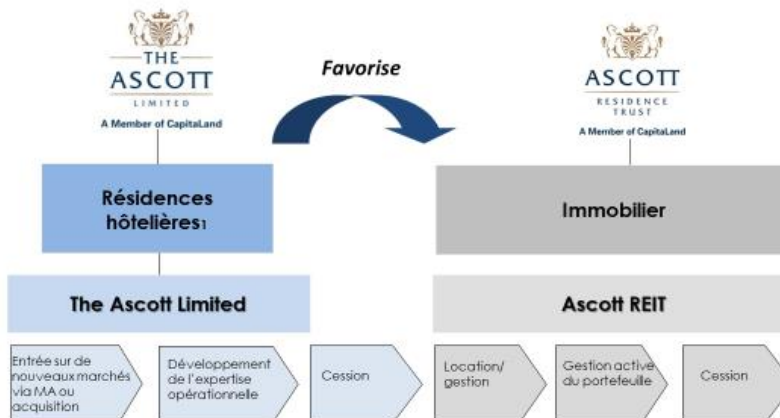 THE
ASCOTT
LIMITED
A Member of CapitaLand
Favorise
ASCOTT
RESIDENCE
TRUST
A Member of CapitaLand
Résidences
hôtelières1
Immobilier
The Ascott Limited
Ascott REIT
Entrée sur de
nouveaux marchés
via MA ou
acquisition
Développement
de l'expertise
opérationnelle
Cession
Location/
gestion
Gestion active
du portefeuille
Cession